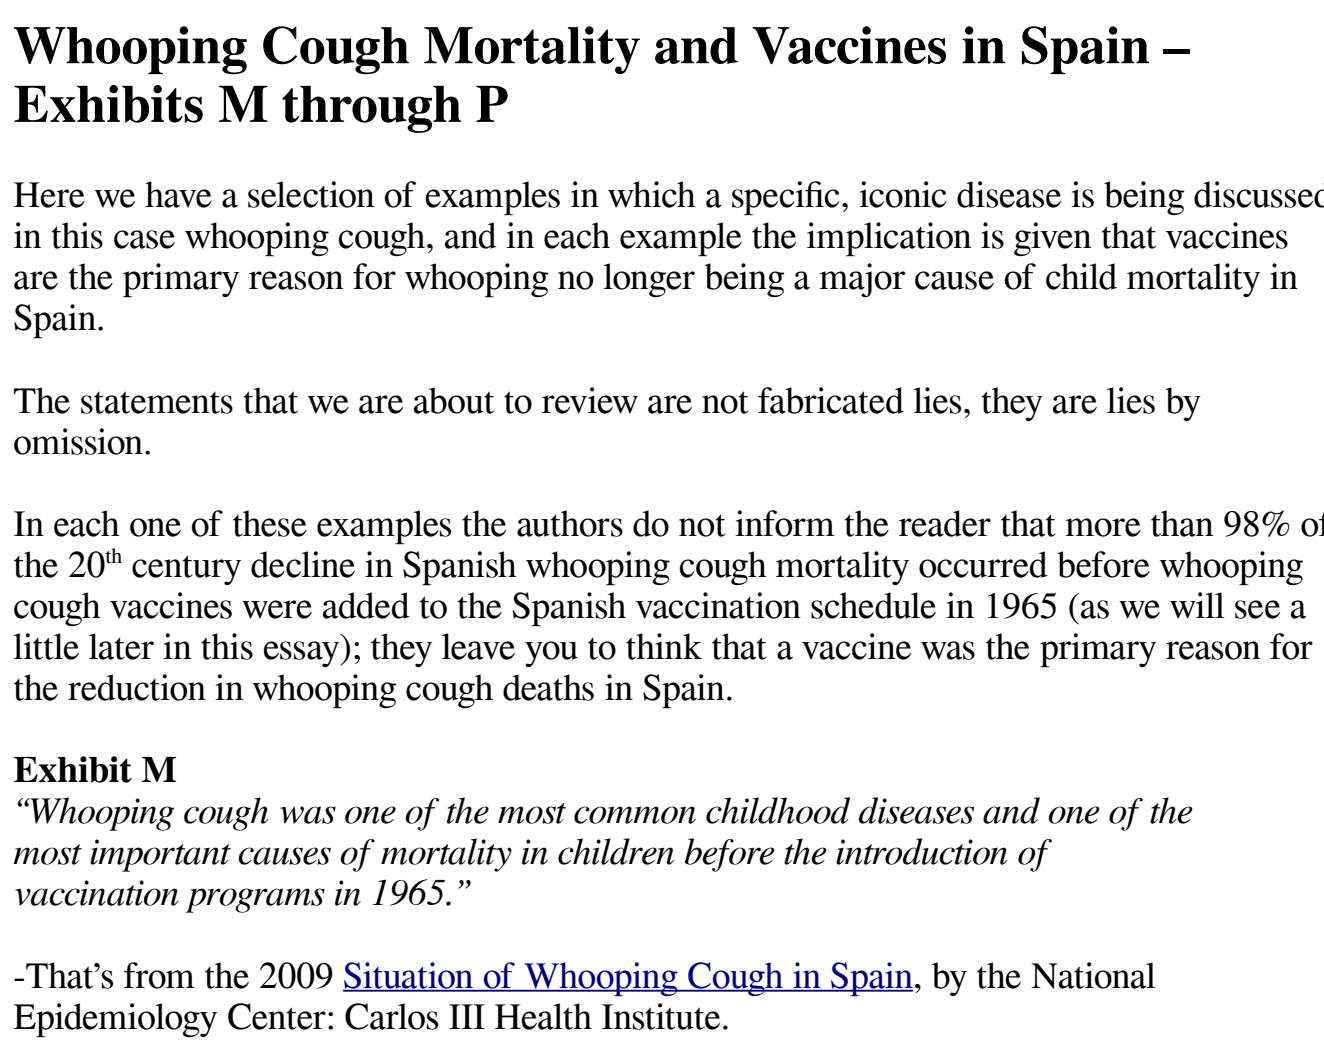 Whooping Cough Mortality and Vaccines in Spain –
Exhibits M through P
Here we have a selection of examples in which a specific, iconic disease is being discussed
in this case whooping cough, and in each example the implication is given that vaccines
are the primary reason for whooping no longer being a major cause of child mortality in
Spain.
The statements that we are about to review are not fabricated lies, they are lies by
omission.
In each one of these examples the authors do not inform the reader that more than 98% of
the 20th century decline in Spanish whooping cough mortality occurred before whooping
cough vaccines were added to the Spanish vaccination schedule in 1965 (as we will see a
little later in this essay); they leave you to think that a vaccine was the primary reason for
the reduction in whooping cough deaths in Spain.
Exhibit M
“Whooping cough was one of the most common childhood diseases and one of the
most important causes of mortality in children before the introduction of
vaccination programs in 1965.”
-That’s from the 2009 Situation of Whooping Cough in Spain, by the National
Epidemiology Center: Carlos III Health Institute.